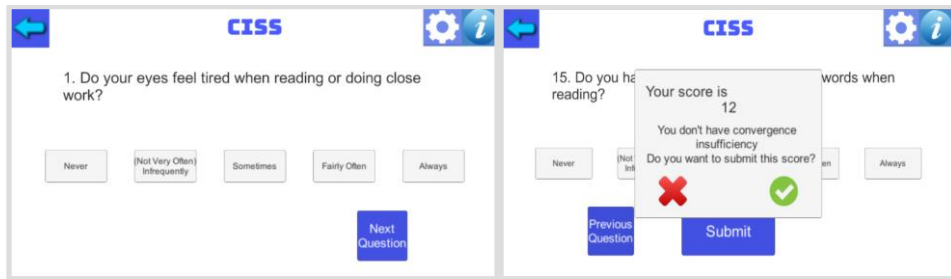 CISS
1. Do your eyes feel tired when reading or doing close
work?
Never
(Not Very Often)
Infrequently
Sometimes
Fairly Often
Always
Next
Question
CISS
15. Do you words when
reading?
Your score is
12
You don't have convergence
insufficiency
Do you want to submit this score?
Never
(Not
Always
Previous
Question
Submit